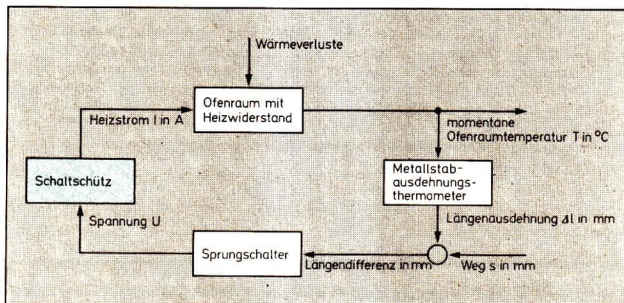 Wärmeverluste
Ofenraum mit
Heizwiderstand
Heizstrom I in A
momentane
Ofenraumtemperatur T in °C
Schaltschütz
Metallstab-
ausdehnungs-
thermometer
Spannung U
Längenausdehnung Δl in mm
Sprungschalter
Längendifferenz in mm
Weg s in mm